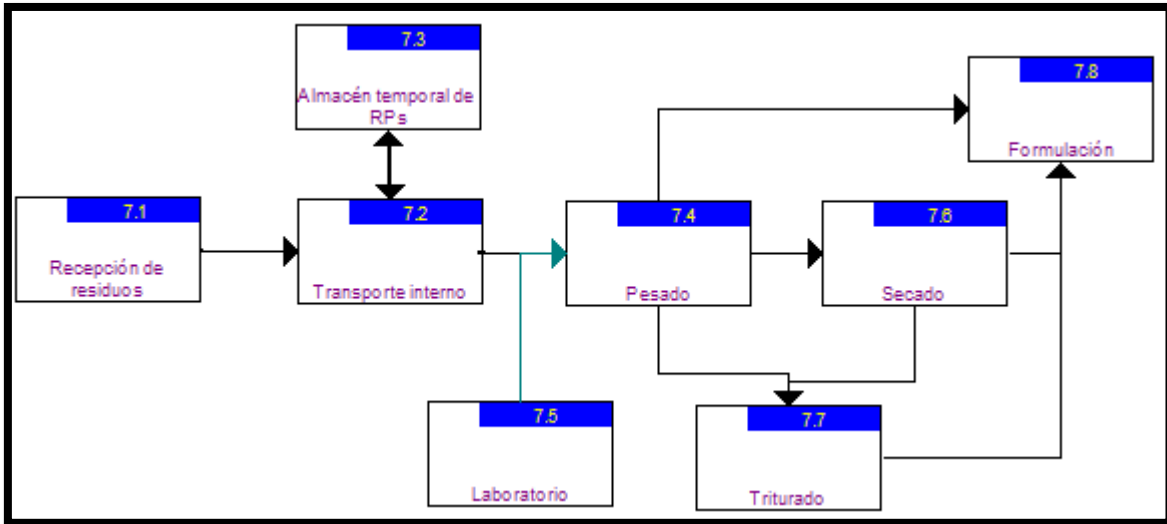 7.3
Almacén temporal de
RPs
7.8
Formulación
7.1
Recepción de
residuos
7.2
Transporte interno
7.4
Pesado
7.6
Secado
7.5
Laboratorio
7.7
Triturado